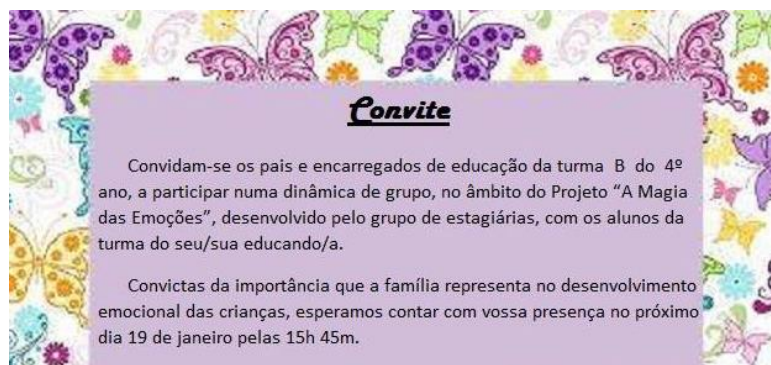 Convite
Convidam-se os pais e encarregados de educação da turma B do 4º
ano, a participar numa dinâmica de grupo, no âmbito do Projeto “A Magia
das Emoções”, desenvolvido pelo grupo de estagiárias, com os alunos da
turma do seu/sua educando/a.
Convictas da importância que a família representa no desenvolvimento
emocional das crianças, esperamos contar com vossa presença no próximo
dia 19 de janeiro pelas 15h 45m.